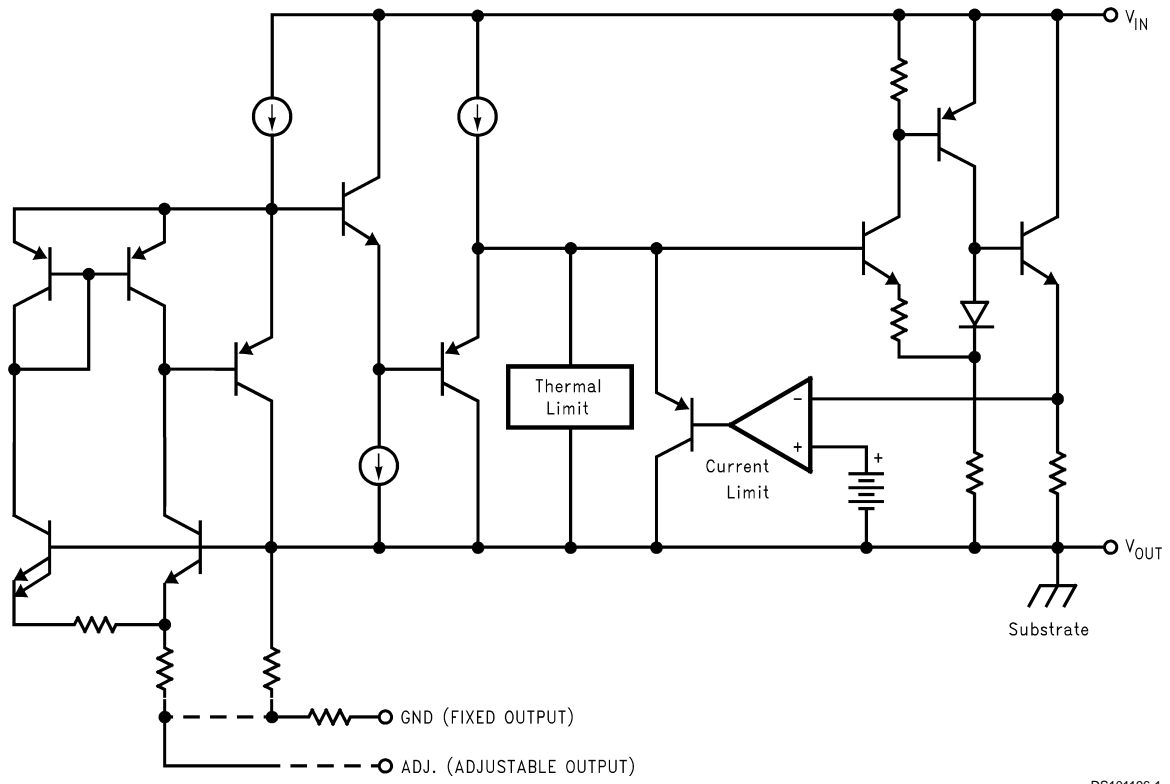 V_IN
Thermal
Limit
-
+
+
Current
Limit
V_OUT
Substrate
GND (FIXED OUTPUT)
ADJ. (ADJUSTABLE OUTPUT)